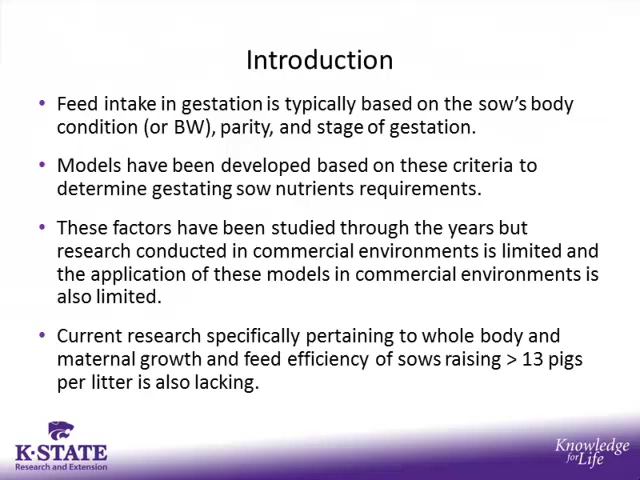 Introduction
• Feed intake in gestation is typically based on the sow's body
condition (or BW), parity, and stage of gestation.
• Models have been developed based on these criteria to
determine gestating sow nutrients requirements.
• These factors have been studied through the years but
research conducted in commercial environments is limited and
the application of these models in commercial environments is
also limited.
• Current research specifically pertaining to whole body and
maternal growth and feed efficiency of sows raising > 13 pigs
per litter is also lacking.
K-STATE
Research and Extension
Knowledge
for Life